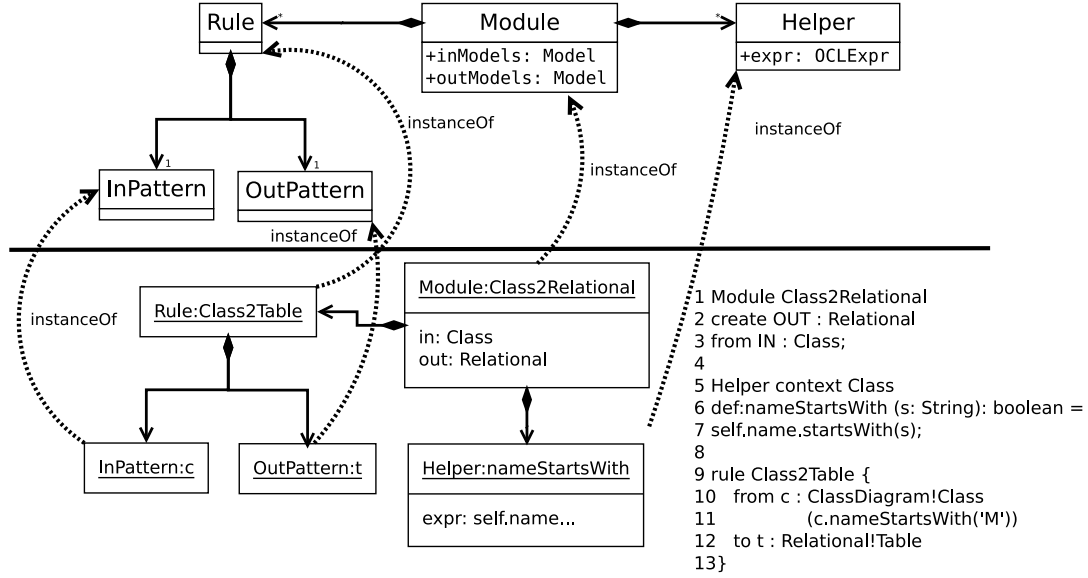 Rule
*
Module
*
Helper
+inModels: Model
+outModels: Model
+expr: OCLExpr
instanceOf
instanceOf
instanceOf
1
1
InPattern
OutPattern
instanceOf
instanceOf
Rule:Class2Table
Module:Class2Relational
in: Class
out: Relational
InPattern:c
OutPattern:t
Helper:nameStartsWith
expr: self.name...
1 Module Class2Relational
2 create OUT : Relational
3 from IN : Class;
4
5 Helper context Class
6 def:nameStartsWith (s: String): boolean =
7 self.name.startsWith(s);
8
9 rule Class2Table {
10 from c : ClassDiagram!Class
11 (c.nameStartsWith('M'))
12 to t : Relational!Table
13}